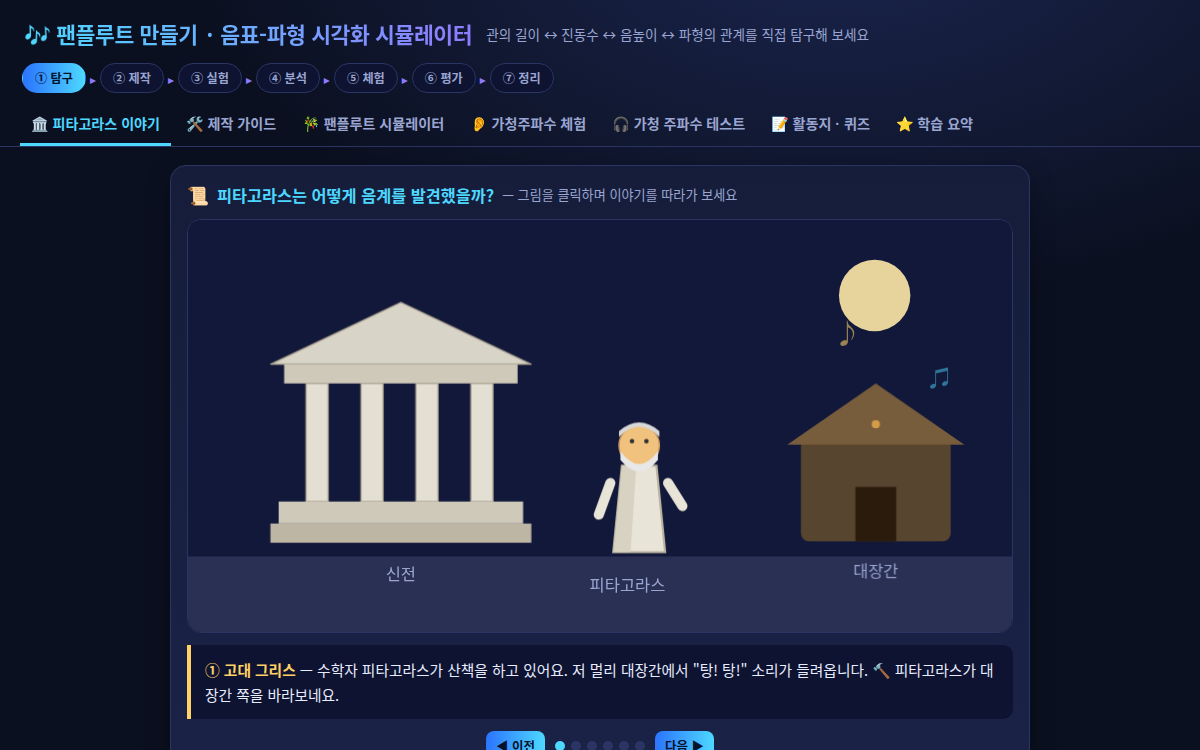 🎶 팬플루트 만들기 · 음표-파형 시각화 시뮬레이터 관의 길이 ↔ 진동수 ↔ 음높이 ↔ 파형의 관계를 직접 탐구해 보세요
① 탐구 ▸ ② 제작 ▸ ③ 실험 ▸ ④ 분석 ▸ ⑤ 체험 ▸ ⑥ 평가 ▸ ⑦ 정리
🏛️ 피타고라스 이야기 🛠️ 제작 가이드 🎋 팬플루트 시뮬레이터 👂 가청주파수 체험 🎧 가청 주파수 테스트 📝 활동지 · 퀴즈 ⭐ 학습 요약
📜 피타고라스는 어떻게 음계를 발견했을까? — 그림을 클릭하며 이야기를 따라가 보세요
신전
피타고라스
대장간
① 고대 그리스 — 수학자 피타고라스가 산책을 하고 있어요. 저 멀리 대장간에서 "탕! 탕!" 소리가 들려옵니다. 🔨 피타고라스가 대
장간 쪽을 바라보네요.
◀ 이전 다음 ▶